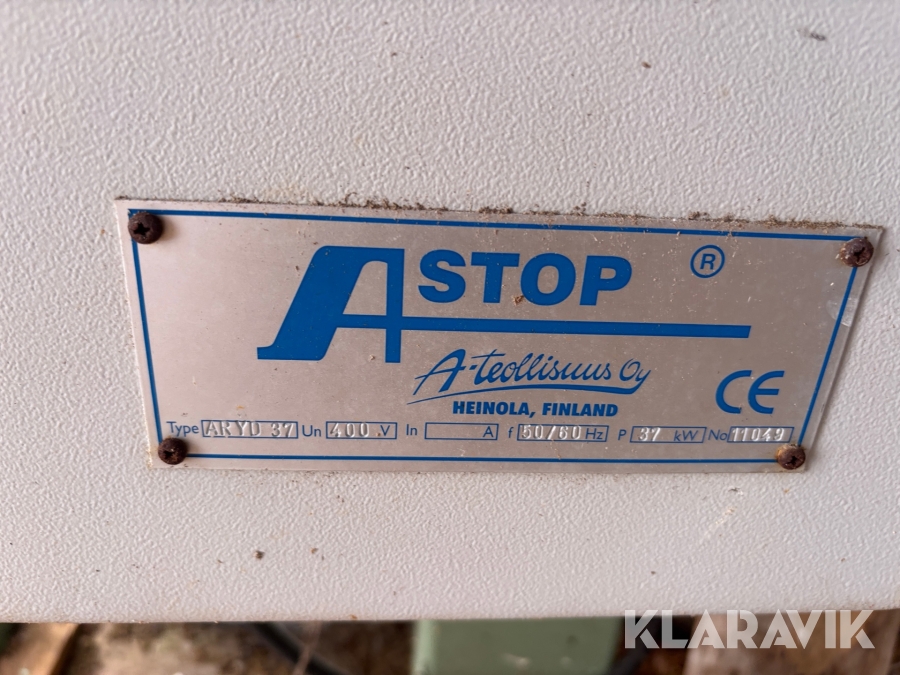 ASTOP ®
A-teollisuus Oy
HEINOLA, FINLAND
CE
Type ARYD 37 Un 400 .V In A f 50/60 Hz P 37 kW No 11049
KLARAVIK